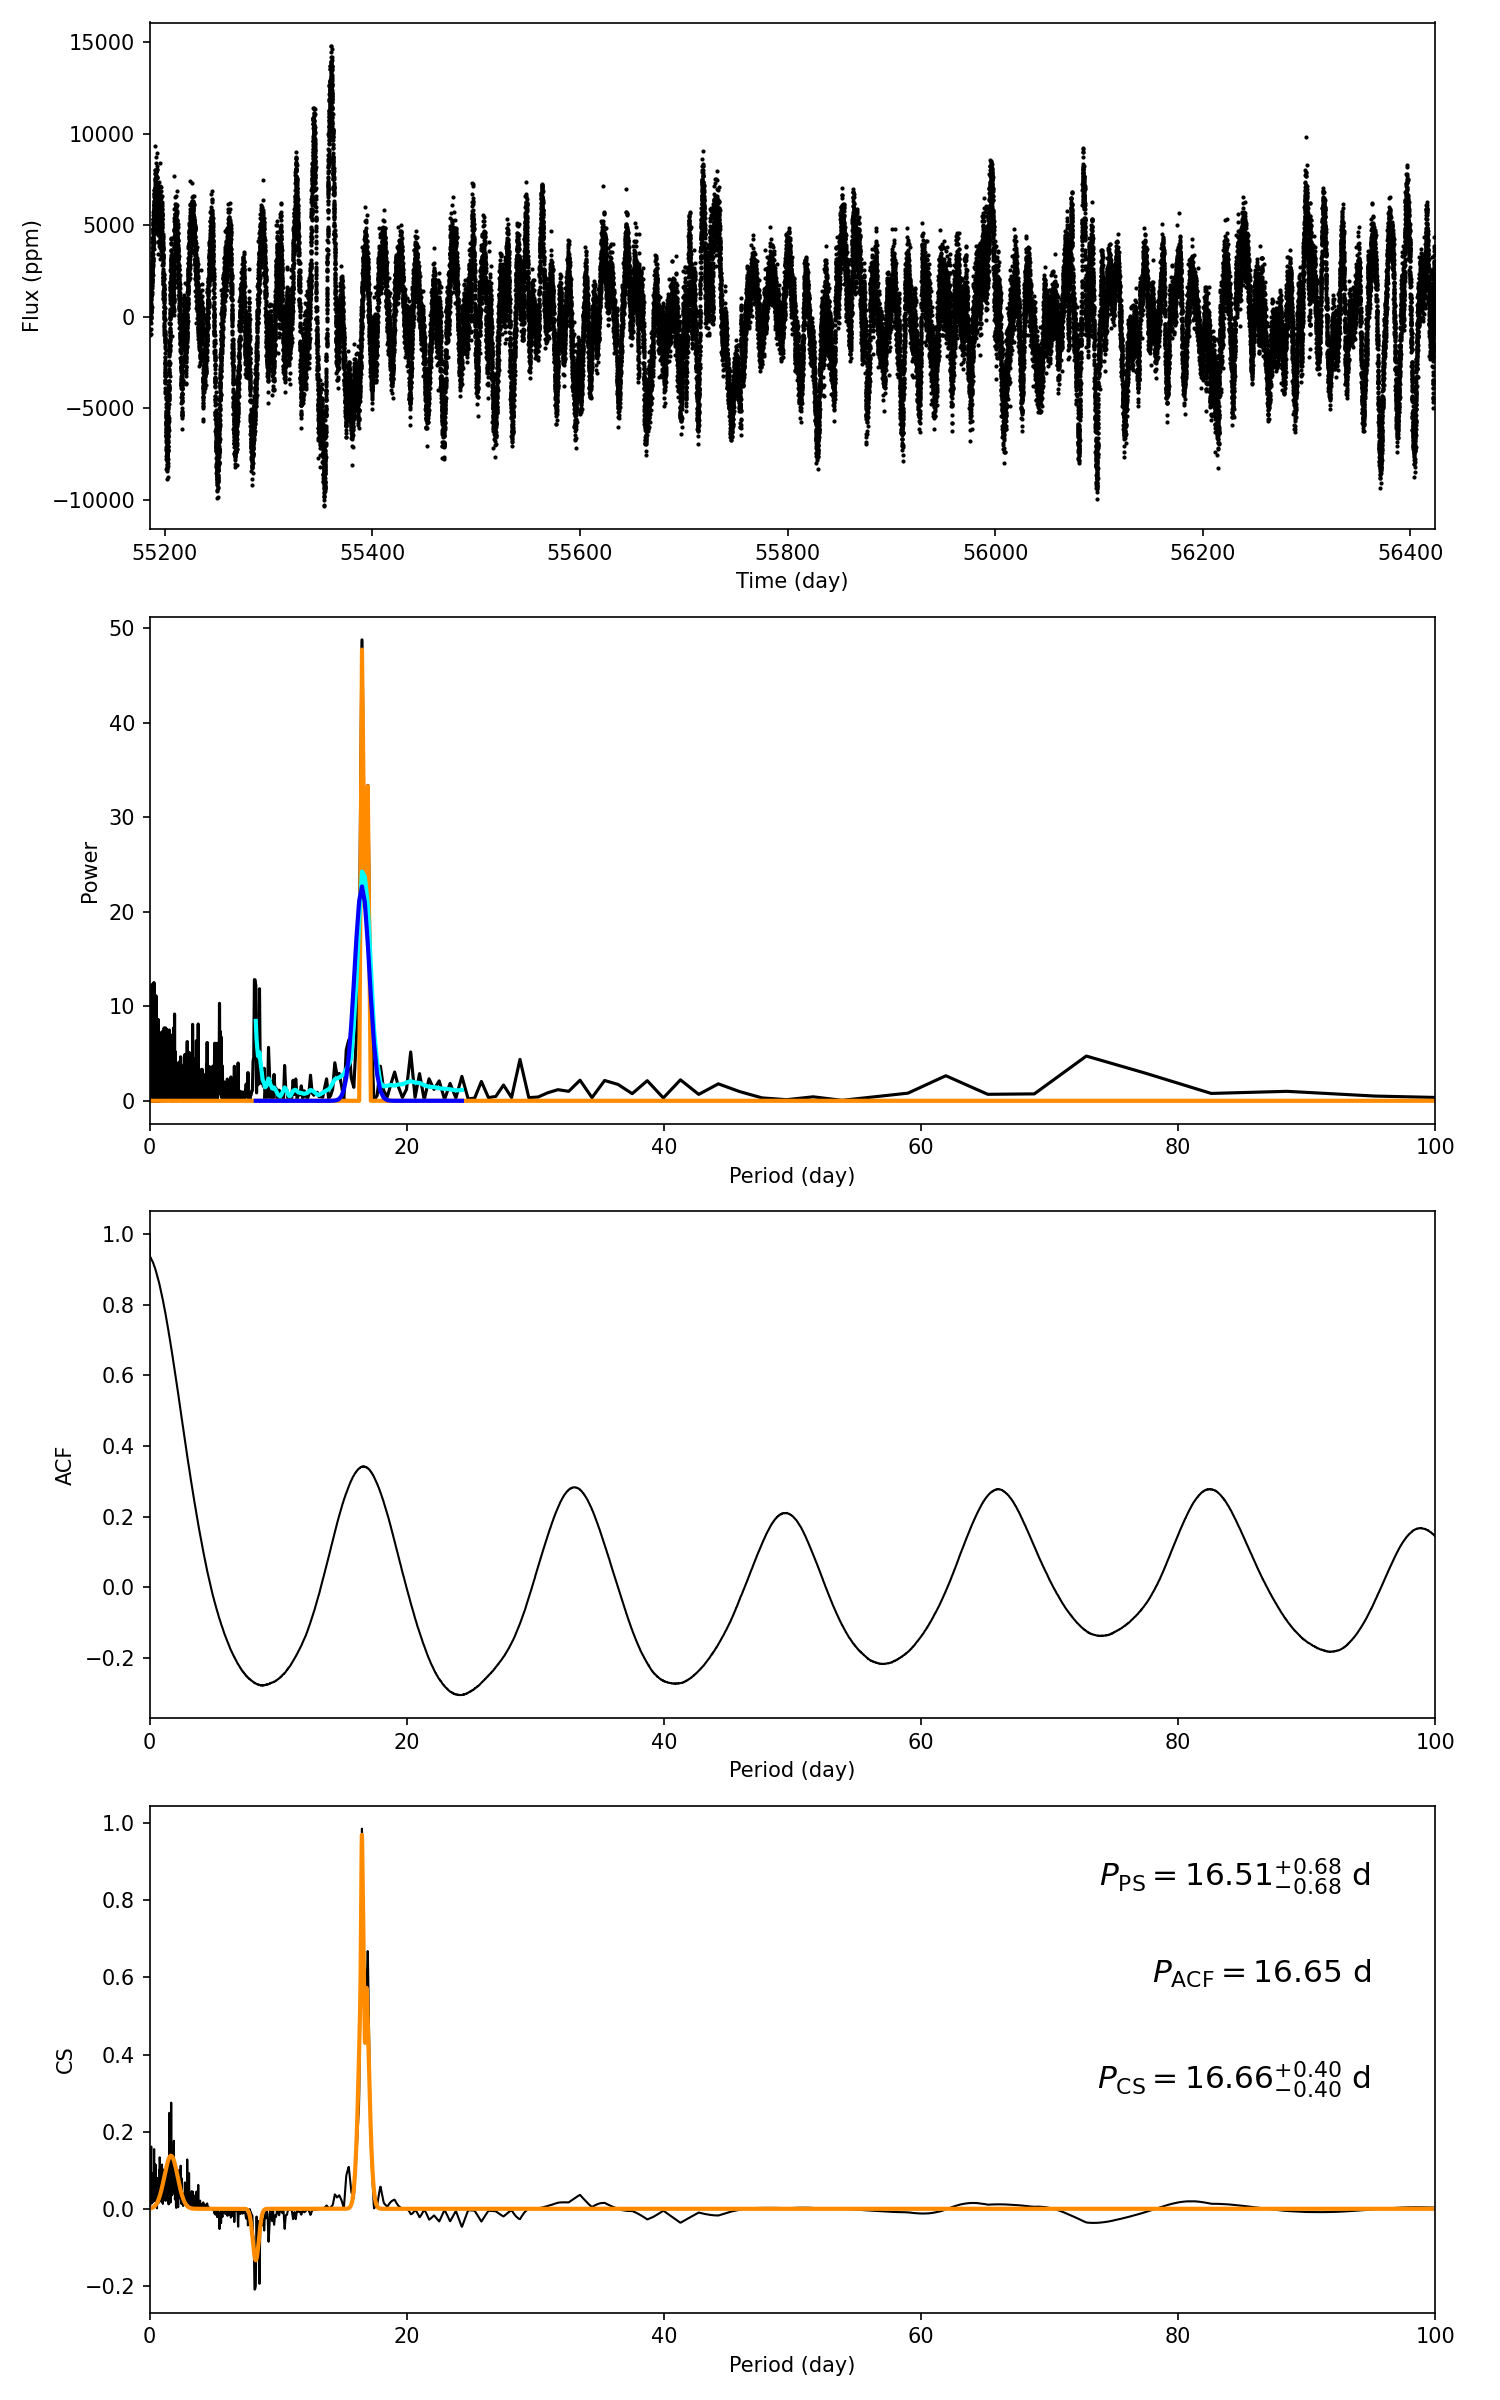 15000
10000
5000
0
−5000
−10000
Flux (ppm)
55200 55400 55600 55800 56000 56200 56400
Time (day)
50
40
30
20
10
0
Power
0 20 40 60 80 100
Period (day)
1.0
0.8
0.6
0.4
0.2
0.0
−0.2
ACF
0 20 40 60 80 100
Period (day)
1.0
0.8
0.6
0.4
0.2
0.0
−0.2
CS
P_PS = 16.51^{+0.68}_{−0.68} d
P_ACF = 16.65 d
P_CS = 16.66^{+0.40}_{−0.40} d
0 20 40 60 80 100
Period (day)